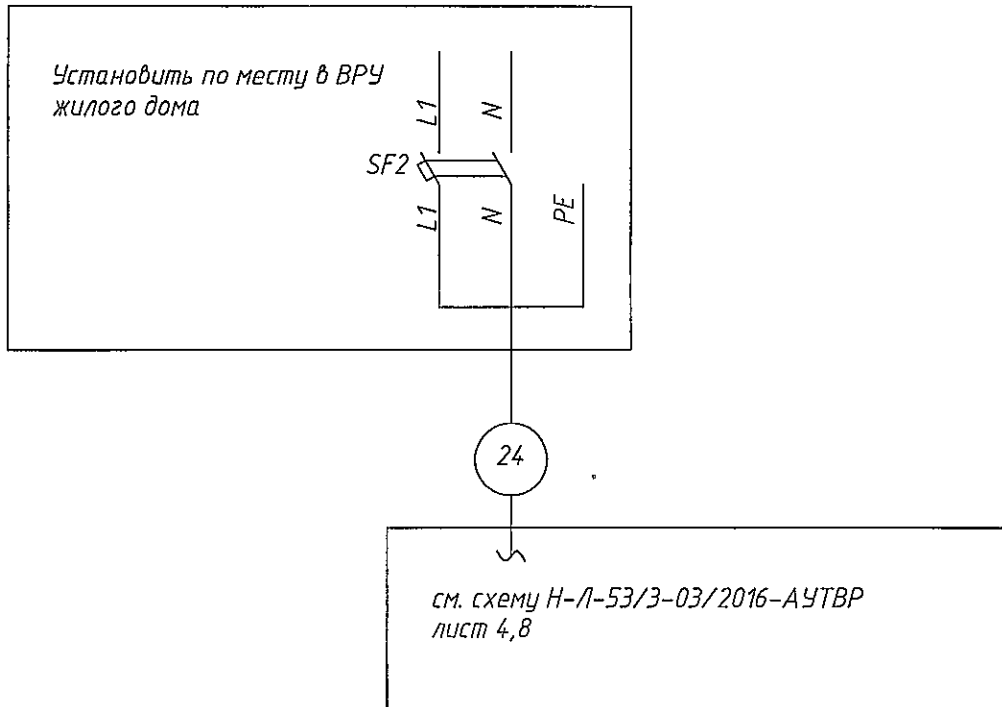 Установить по месту в ВРУ
жилого дома
L1
N
SF2
L1
N
PE
24
см. схему Н-Л-53/3-03/2016-АУТВР
лист 4,8